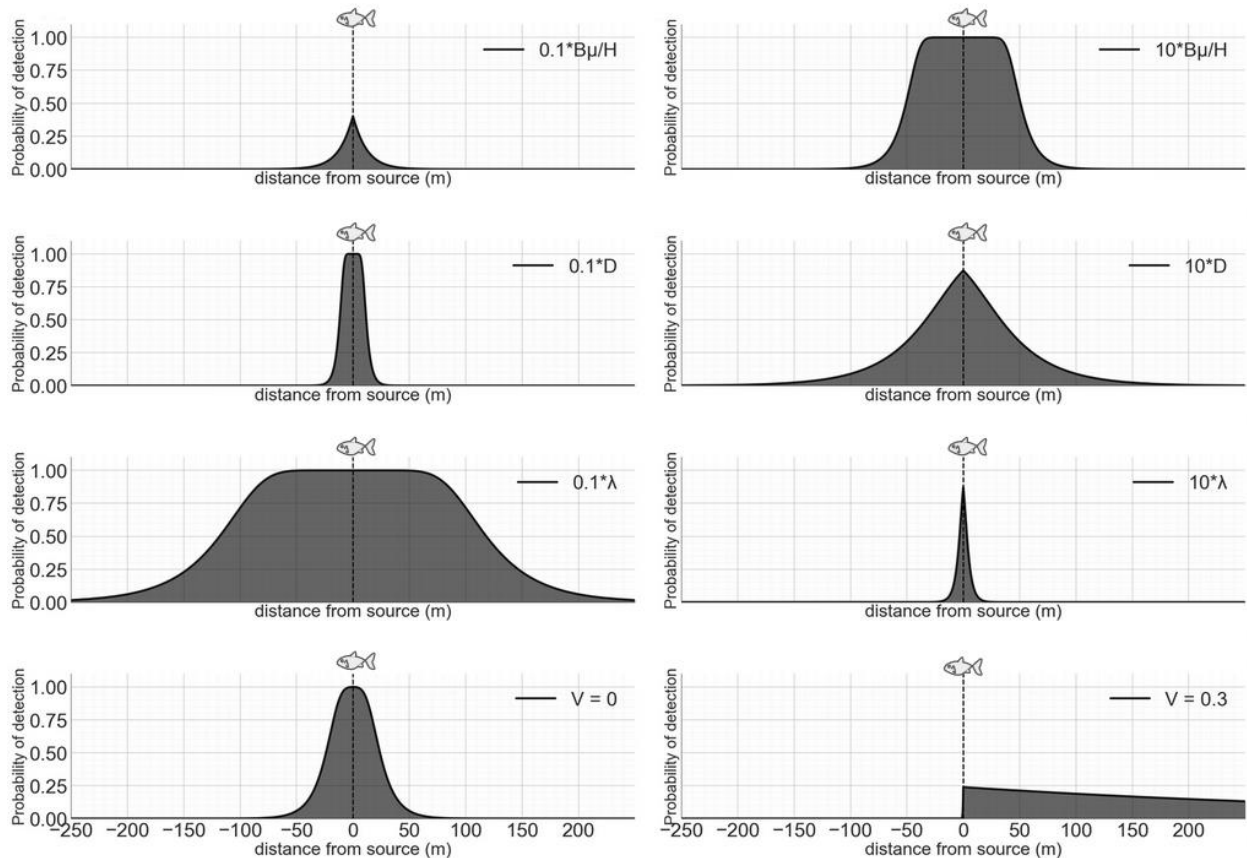 Probability of detection
1.00
0.75
0.50
0.25
0.00
0.1*Bµ/H
distance from source (m)
Probability of detection
10*Bµ/H
distance from source (m)
Probability of detection
1.00
0.75
0.50
0.25
0.00
0.1*D
distance from source (m)
Probability of detection
10*D
distance from source (m)
Probability of detection
1.00
0.75
0.50
0.25
0.00
0.1*λ
distance from source (m)
Probability of detection
10*λ
distance from source (m)
Probability of detection
1.00
0.75
0.50
0.25
0.00
V = 0
−250 −200 −150 −100 −50 0 50 100 150 200
distance from source (m)
Probability of detection
V = 0.3
−250 −200 −150 −100 −50 0 50 100 150 200
distance from source (m)